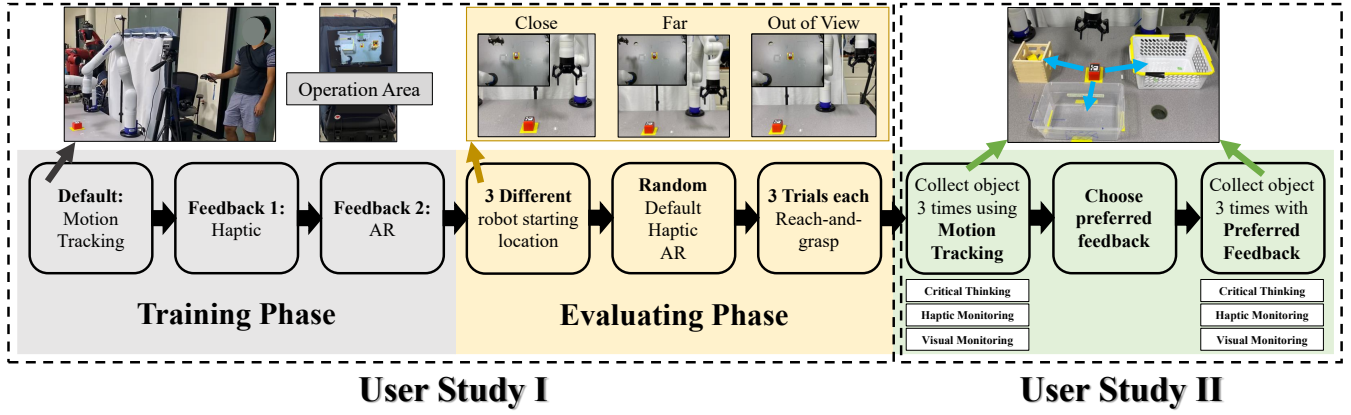 Operation Area
Close
Far
Out of View
Default:
Motion
Tracking
Feedback 1:
Haptic
Feedback 2:
AR
3 Different
robot starting
location
Random
Default
Haptic
AR
3 Trials each
Reach-and-
grasp
Training Phase
Evaluating Phase
User Study I
Collect object
3 times using
Motion
Tracking
Choose
preferred
feedback
Collect object
3 times with
Preferred
Feedback
Critical Thinking
Haptic Monitoring
Visual Monitoring
Critical Thinking
Haptic Monitoring
Visual Monitoring
User Study II